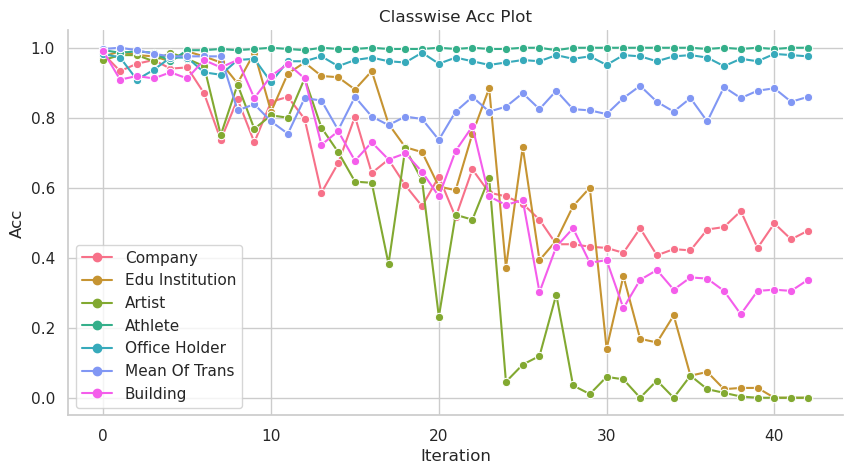 Classwise Acc Plot
1.0
0.8
0.6
0.4
0.2
0.0
Acc
Company
Edu Institution
Artist
Athlete
Office Holder
Mean Of Trans
Building
0 10 20 30 40
Iteration